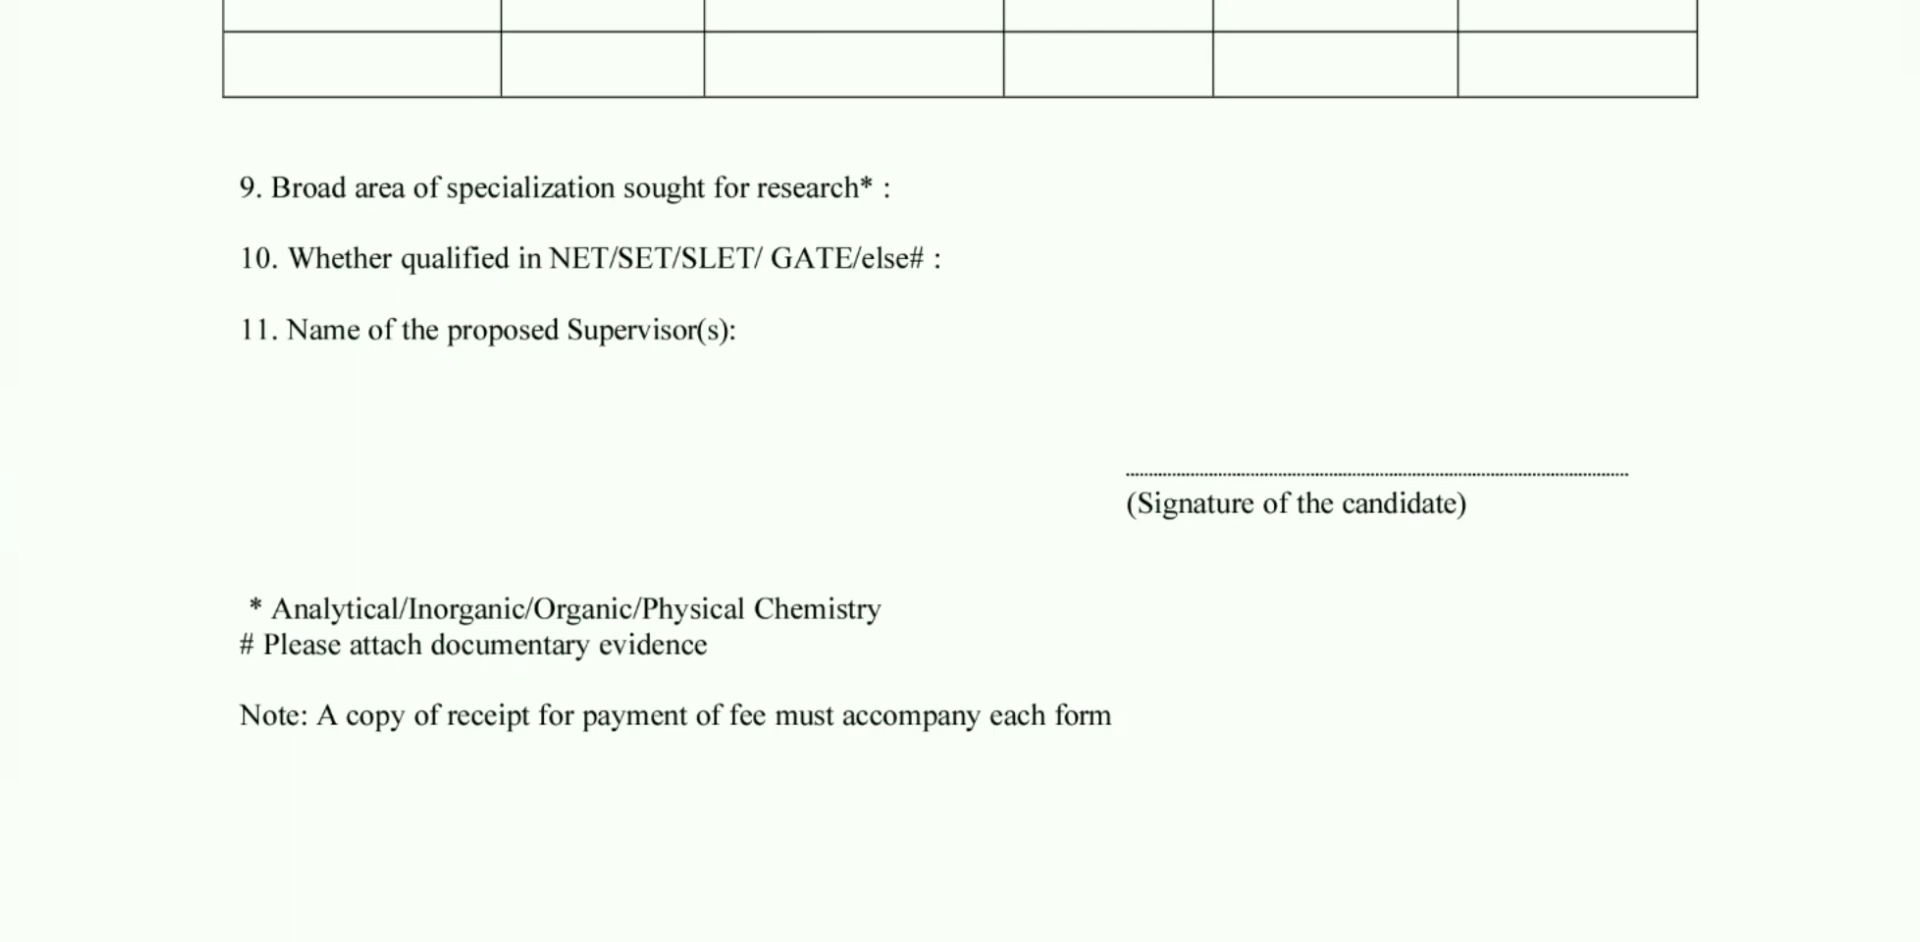 9. Broad area of specialization sought for research* :
10. Whether qualified in NET/SET/SLET/ GATE/else# :
11. Name of the proposed Supervisor(s):
(Signature of the candidate)
* Analytical/Inorganic/Organic/Physical Chemistry
# Please attach documentary evidence
Note: A copy of receipt for payment of fee must accompany each form